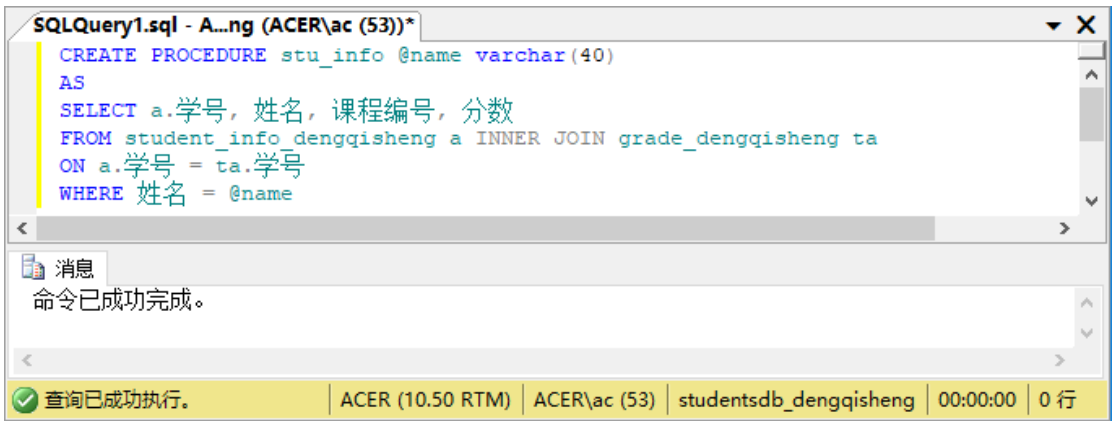 SQLQuery1.sql - A...ng (ACER\ac (53))*
CREATE PROCEDURE stu_info @name varchar(40)
AS
SELECT a.学号, 姓名, 课程编号, 分数
FROM student_info_dengqisheng a INNER JOIN grade_dengqisheng ta
ON a.学号 = ta.学号
WHERE 姓名 = @name
消息
命令已成功完成。
查询已成功执行。 ACER (10.50 RTM) ACER\ac (53) studentsdb_dengqisheng 00:00:00 0 行